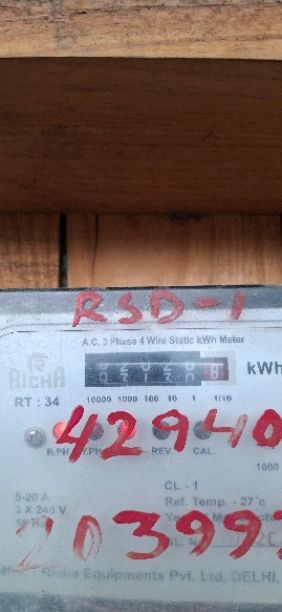 RSD-1
A.C. 3 Phase 4 Wire Static kWh Meter
RICHA
kWh
RT : 34
10000 1000 100 10 1 1/10
42940
R.PH Y.PH REV. CAL.
1600
CL - 1
5-20 A
Ref. Temp. - 27°c
3 X 240 V.
20399
Richa Equipments Pvt. Ltd. DELHI,